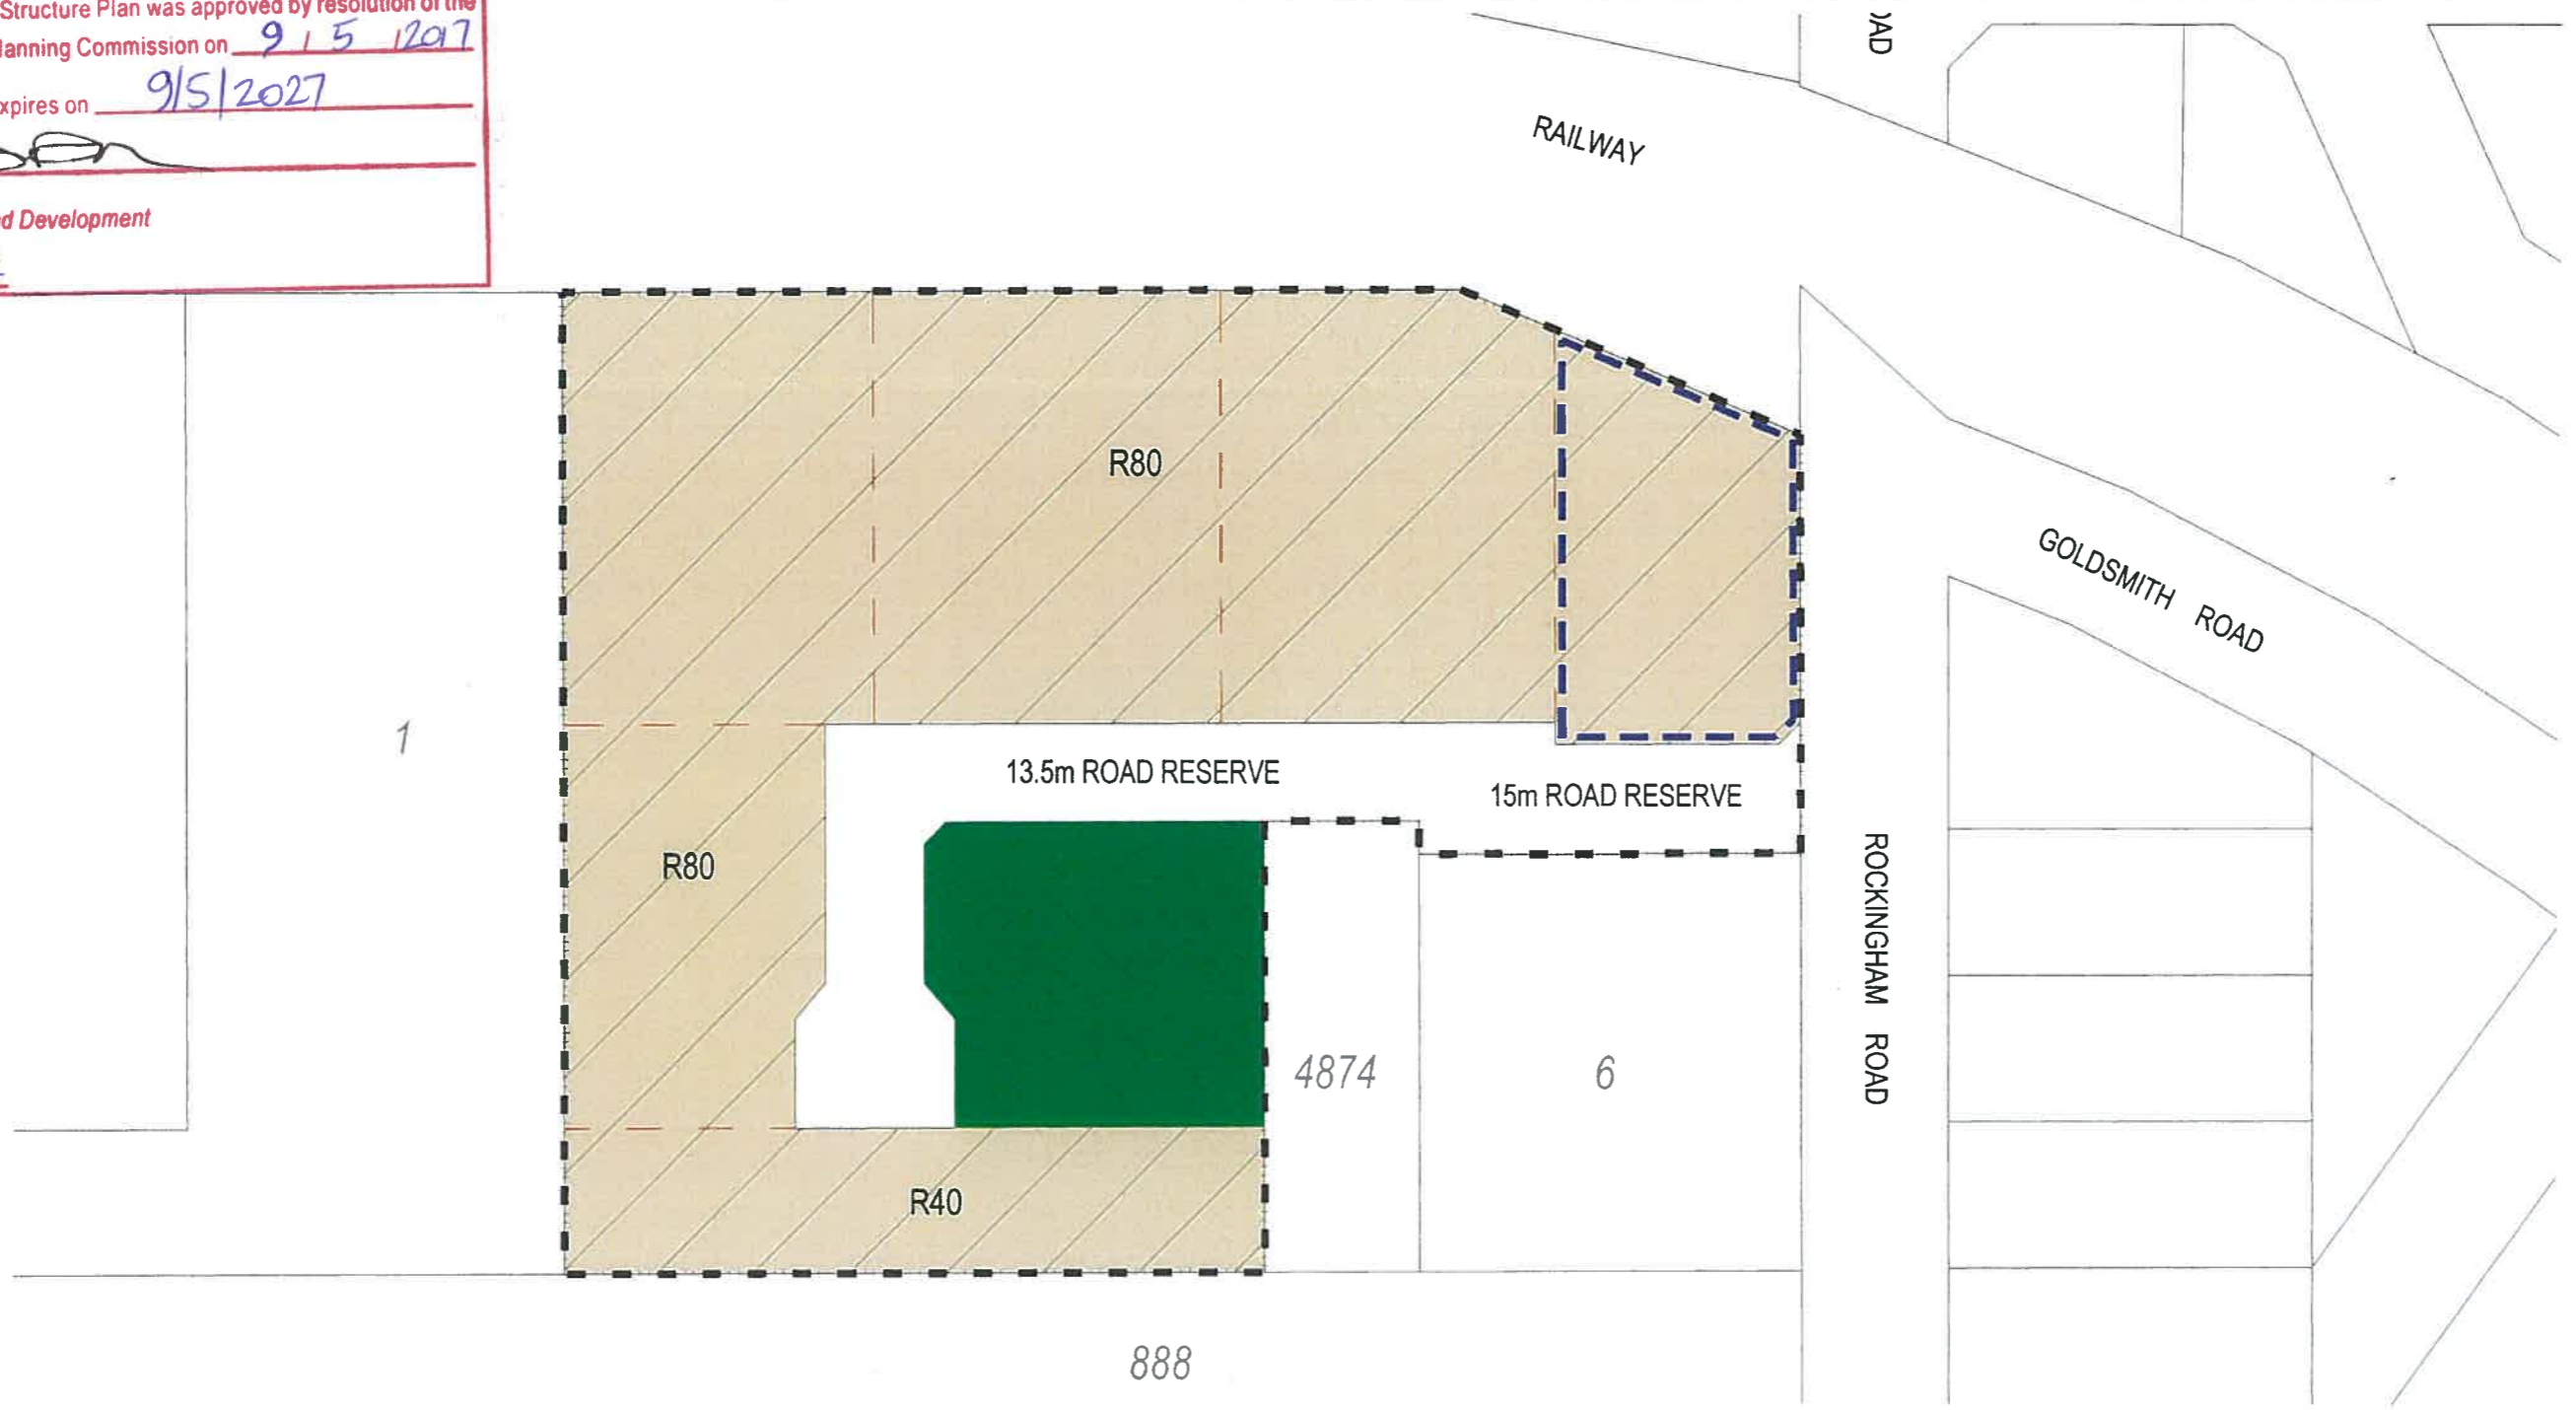 Structure Plan was approved by resolution of the
lanning Commission on 9 / 5 / 2017
xpires on 9/5/2027
d Development
OAD
RAILWAY
R80
GOLDSMITH ROAD
1
13.5m ROAD RESERVE
15m ROAD RESERVE
R80
ROCKINGHAM ROAD
4874
6
R40
888